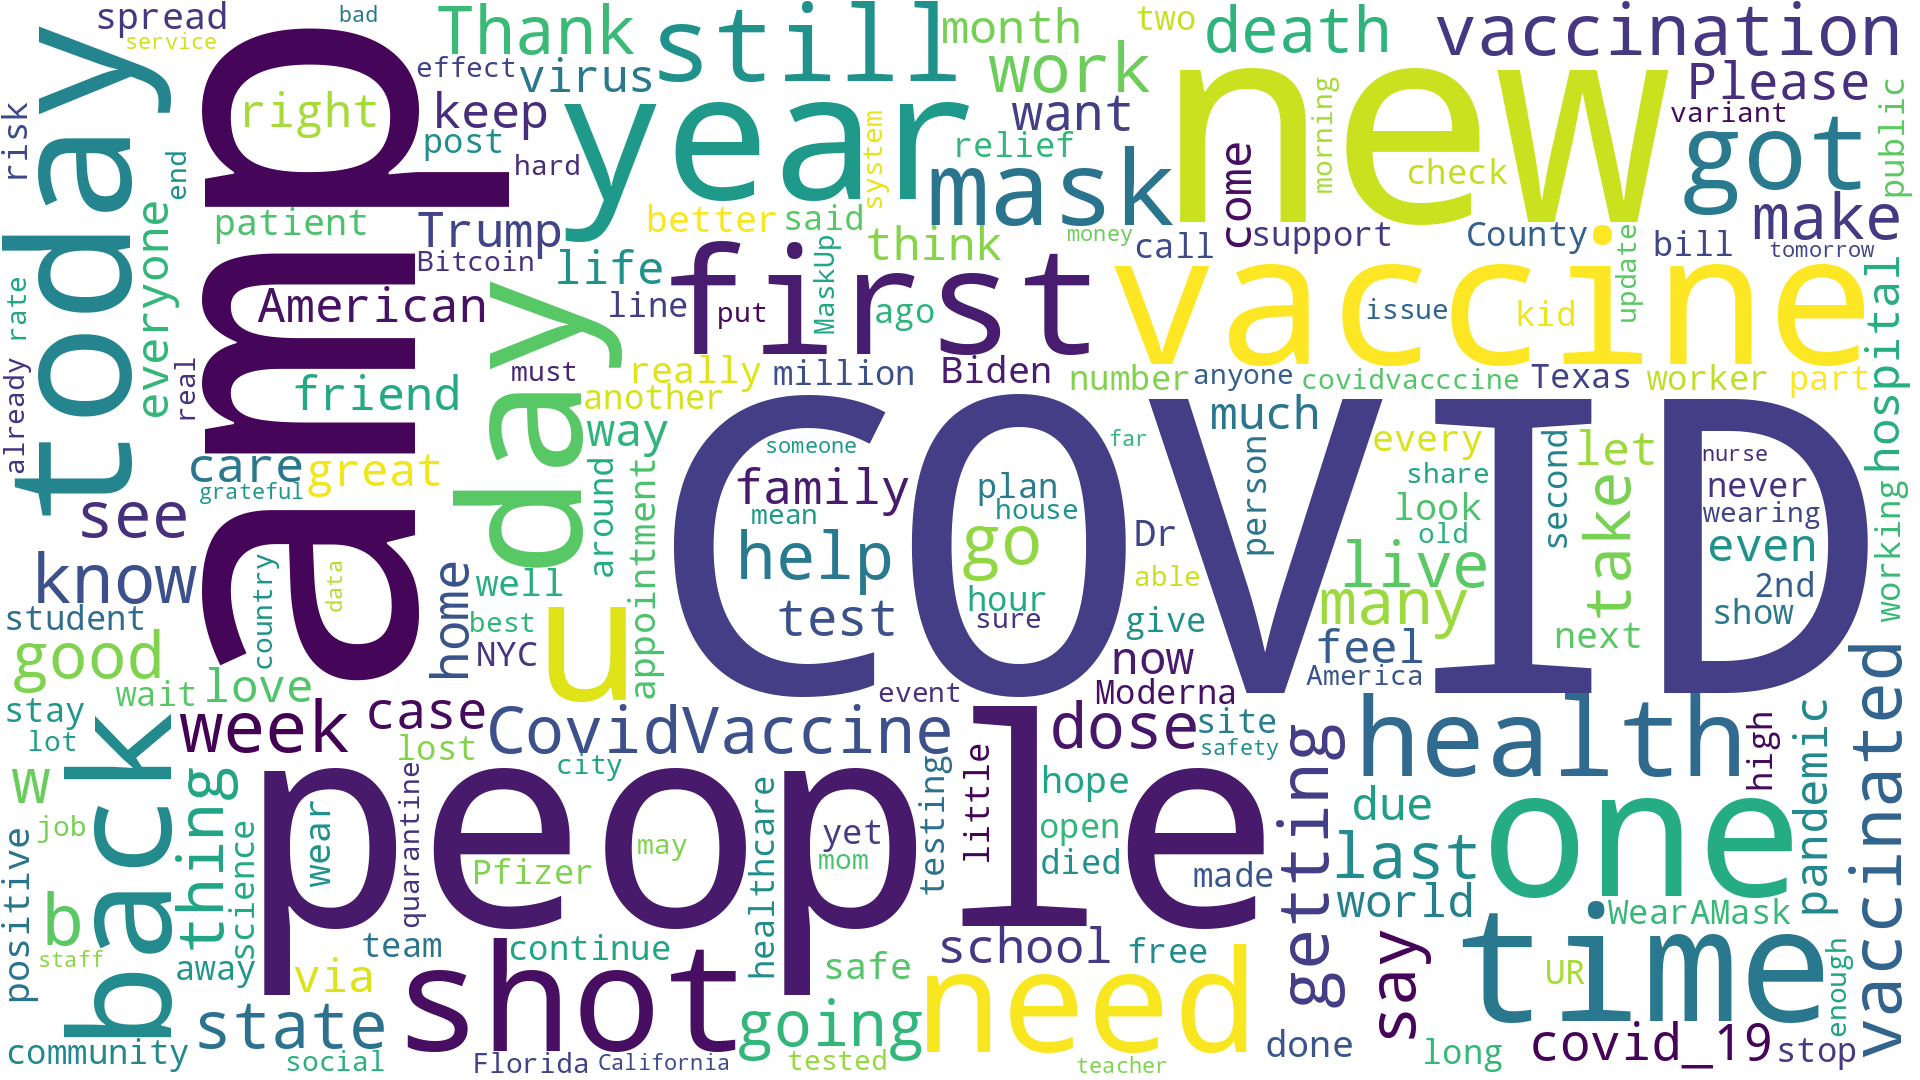 spread
service
bad
Thank
still
month
two
death
vaccination
today
amp
effect
virus
year
work
new
Please
variant
risk
end
right
keep
post
hard
system
want
relief
mask
come
morning
check
got
public
make
everyone
patient
Trump
Bitcoin
better
said
think
money
call
support
County
update
bill
tomorrow
rate
American
life
line
day
first
put
MaskUp
ago
vaccine
issue
kid
hospital
already
real
friend
must
really
another
million
Biden
number
anyone
covidvacccine
Texas
worker
part
COVID
care
great
grateful
way
around
appointment
someone
family
mean
plan
house
far
much
person
every
share
look
old
second
let
take
nurse
never
wearing
working
see
know
country
data
home
well
best
NYC
u
help
test
go
hour
sure
Dr
able
give
now
live
many
feel
America
next
even
2nd
show
student
good
wait
love
stay
lot
back
week
case
lost
CovidVaccine
city
event
Moderna
dose
site
safety
health
high
pandemic
vaccinated
w
job
thing
science
people
wear
quarantine
Pfizer
may
healthcare
yet
mom
testing
little
hope
open
died
made
getting
due
last
world
one
WearAMask
positive
b
staff
away
via
team
shot
continue
safe
school
need
free
say
time
UR
enough
community
state
social
Florida
California
going
tested
teacher
done
long
covid_19
stop